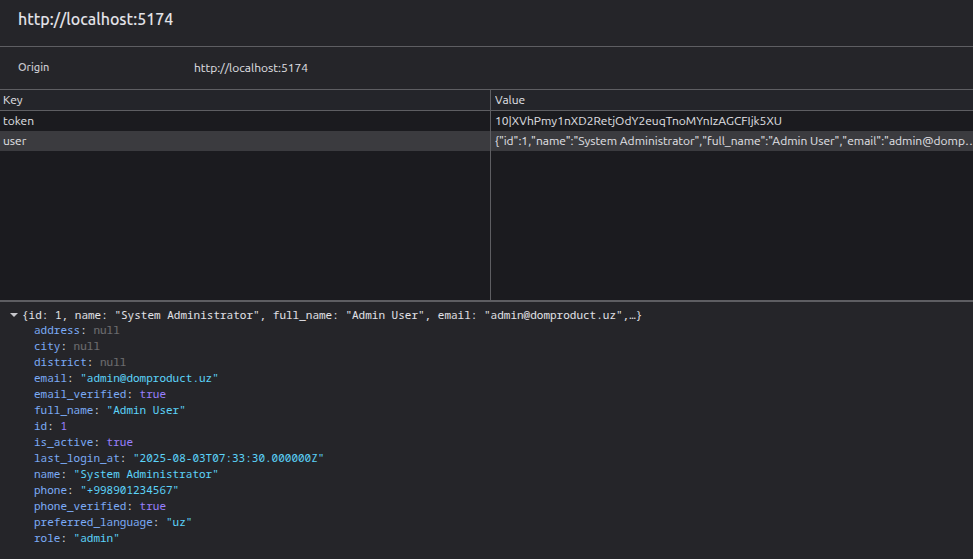 http://localhost:5174
Origin http://localhost:5174
Key Value
token 10|XVhPmy1nXD2RetjOdY2euqTnoMYnIzAGCFIjk5XU
user {"id":1,"name":"System Administrator","full_name":"Admin User","email":"admin@domp…
{id: 1, name: "System Administrator", full_name: "Admin User", email: "admin@domproduct.uz",…}
address: null
city: null
district: null
email: "admin@domproduct.uz"
email_verified: true
full_name: "Admin User"
id: 1
is_active: true
last_login_at: "2025-08-03T07:33:30.000000Z"
name: "System Administrator"
phone: "+998901234567"
phone_verified: true
preferred_language: "uz"
role: "admin"